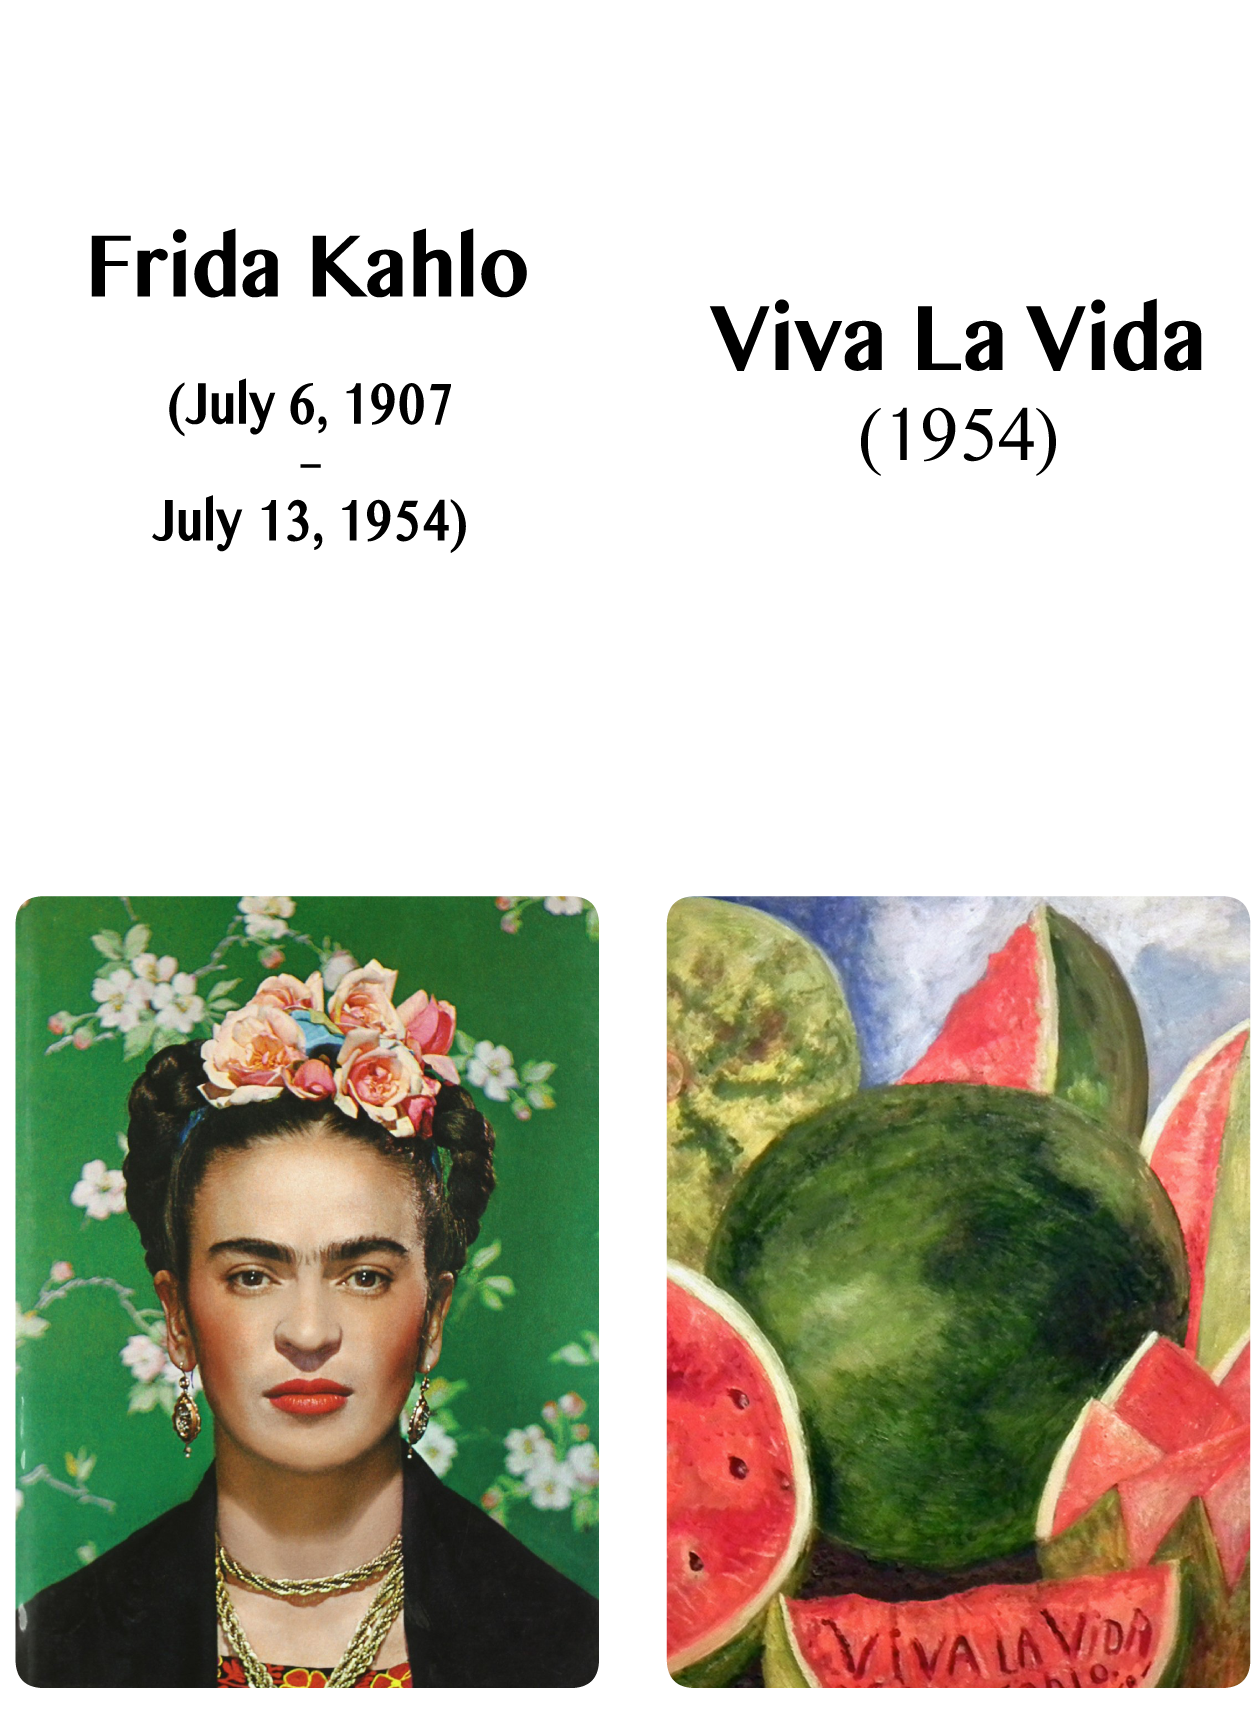 Frida Kahlo
(July 6, 1907
–
July 13, 1954)
Viva La Vida
(1954)
VIVA LA VIDA